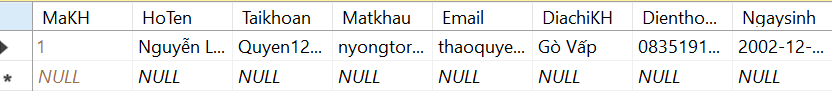 MaKH HoTen Taikhoan Matkhau Email DiachiKH Dientho... Ngaysinh
1 Nguyễn L... Quyen12... nyongtor... thaoquye... Gò Vấp 0835191... 2002-12-...
NULL NULL NULL NULL NULL NULL NULL NULL